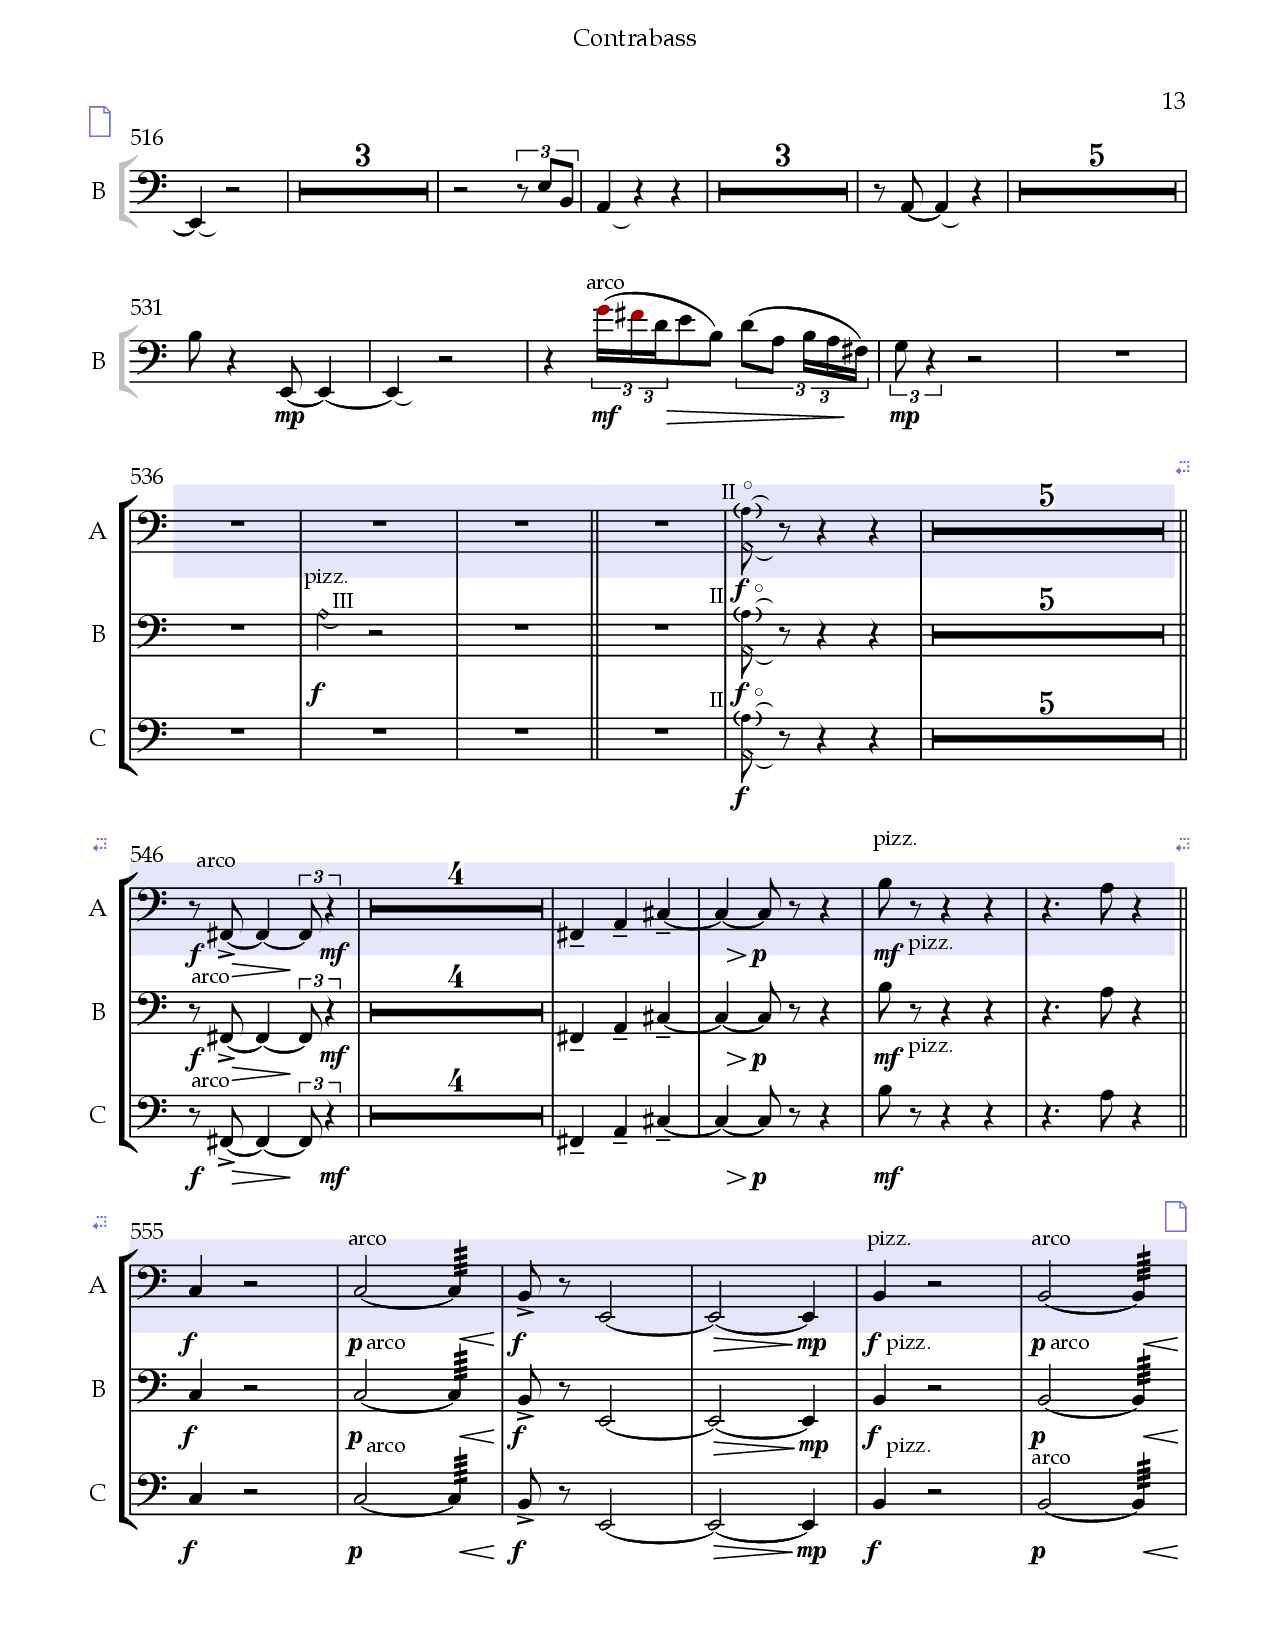 Contrabass
13
516
3 3 3 5
B
531
arco
B
3 3 3 3 3
mp mf mp
536
II 5
A
pizz. f
III II 5
B
f f
II 5
C
f
546 arco 4 pizz.
A 3
f mf p mf pizz.
arco 3 4
B
f mf p mf pizz.
arco 3 4
C
f mf p mf
555 arco pizz. arco
A
f p arco f mp f pizz. p arco
B
f p f mp f p
arco pizz. arco
C
f p f mp f p